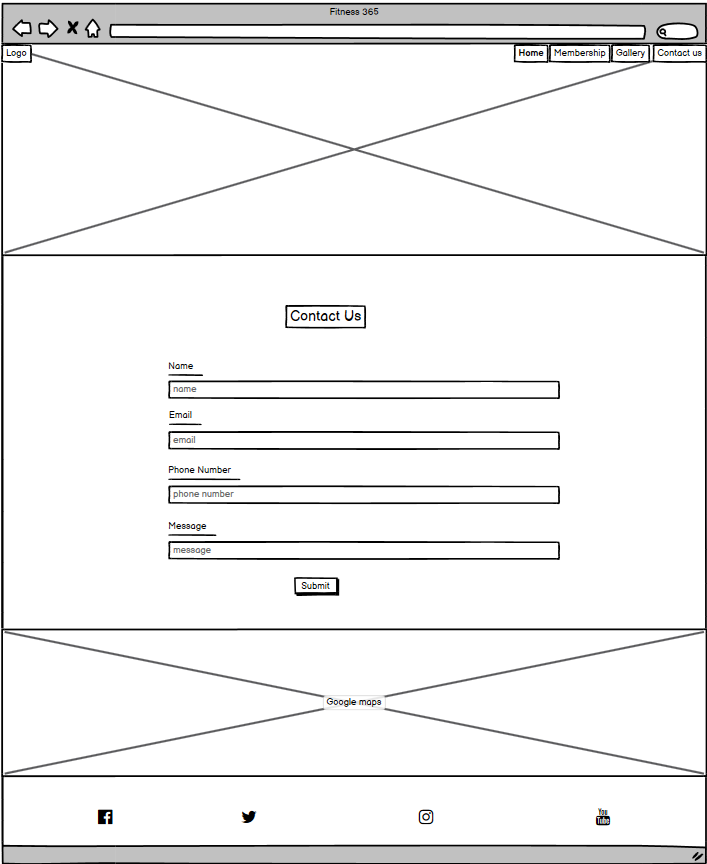 Fitness 365
Logo
Home Membership Gallery Contact us
Contact Us
Name
name
Email
email
Phone Number
phone number
Message
message
Submit
Google maps
You
Tube